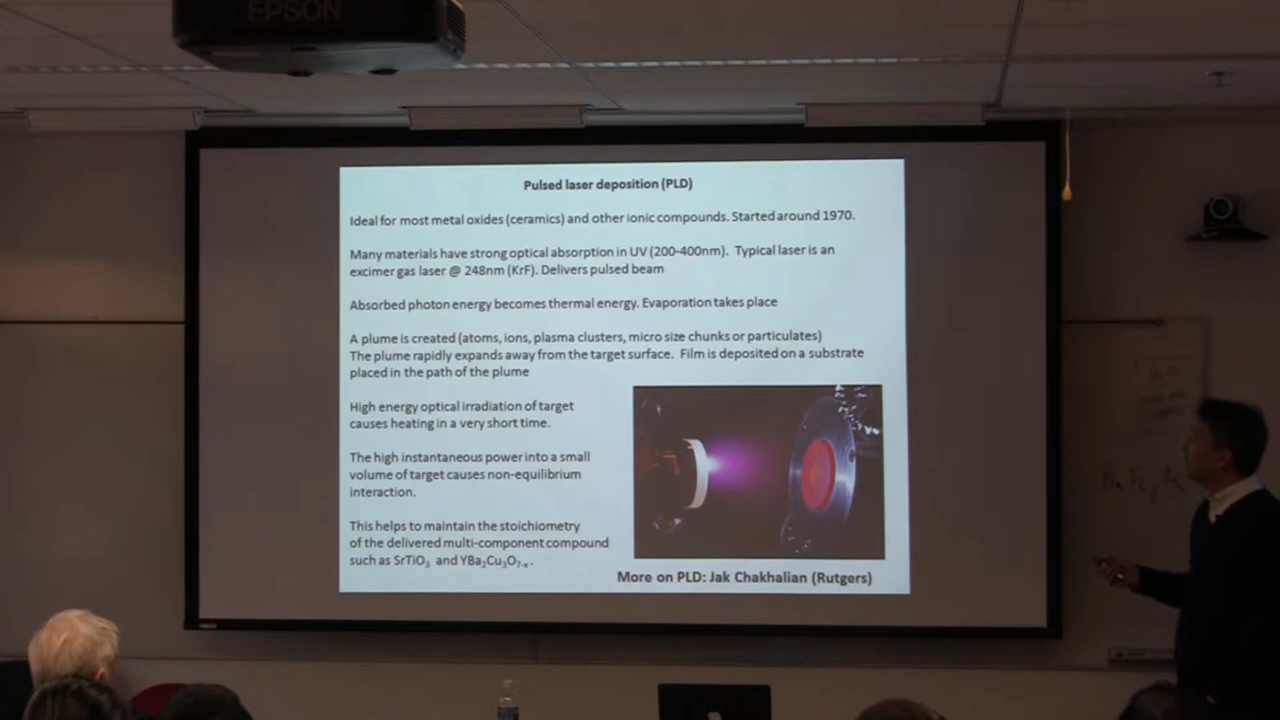 EPSON
Pulsed laser deposition (PLD)
Ideal for most metal oxides (ceramics) and other ionic compounds. Started around 1970.
Many materials have strong optical absorption in UV (200-400nm). Typical laser is an
excimer gas laser @ 248nm (KrF). Delivers pulsed beam
Absorbed photon energy becomes thermal energy. Evaporation takes place
A plume is created (atoms, ions, plasma clusters, micro size chunks or particulates)
The plume rapidly expands away from the target surface. Film is deposited on a substrate
placed in the path of the plume
High energy optical irradiation of target
causes heating in a very short time.
The high instantaneous power into a small
volume of target causes non-equilibrium
interaction.
This helps to maintain the stoichiometry
of the delivered multi-component compound
such as SrTiO₃ and YBa₂Cu₃O₇₋ₓ.
More on PLD: Jak Chakhalian (Rutgers)